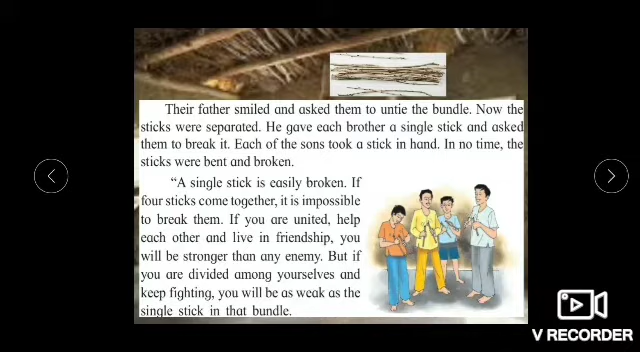 Their father smiled and asked them to untie the bundle. Now the
sticks were separated. He gave each brother a single stick and asked
them to break it. Each of the sons took a stick in hand. In no time, the
sticks were bent and broken.
“A single stick is easily broken. If
four sticks come together, it is impossible
to break them. If you are united, help
each other and live in friendship, you
will be stronger than any enemy. But if
you are divided among yourselves and
keep fighting, you will be as weak as the
single stick in that bundle.
V RECORDER